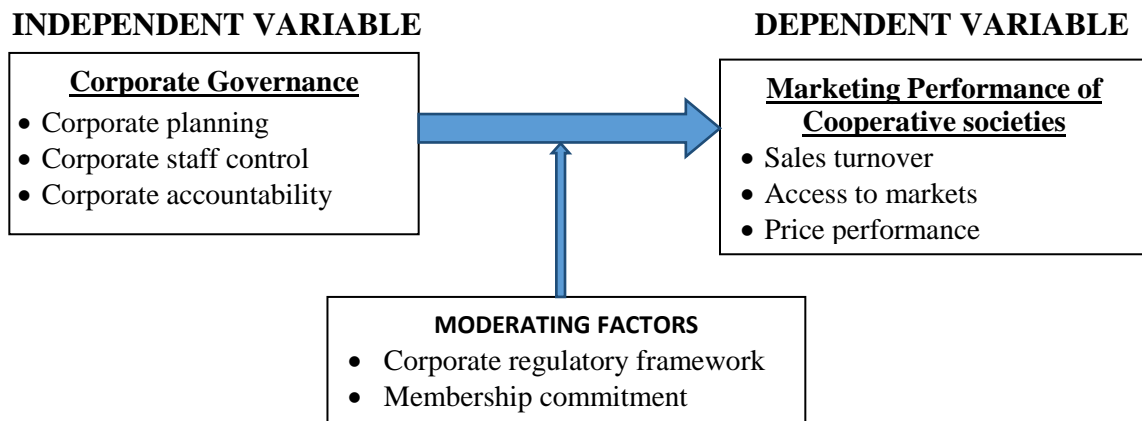 INDEPENDENT VARIABLE
DEPENDENT VARIABLE
Corporate Governance
• Corporate planning
• Corporate staff control
• Corporate accountability
Marketing Performance of
Cooperative societies
• Sales turnover
• Access to markets
• Price performance
MODERATING FACTORS
• Corporate regulatory framework
• Membership commitment